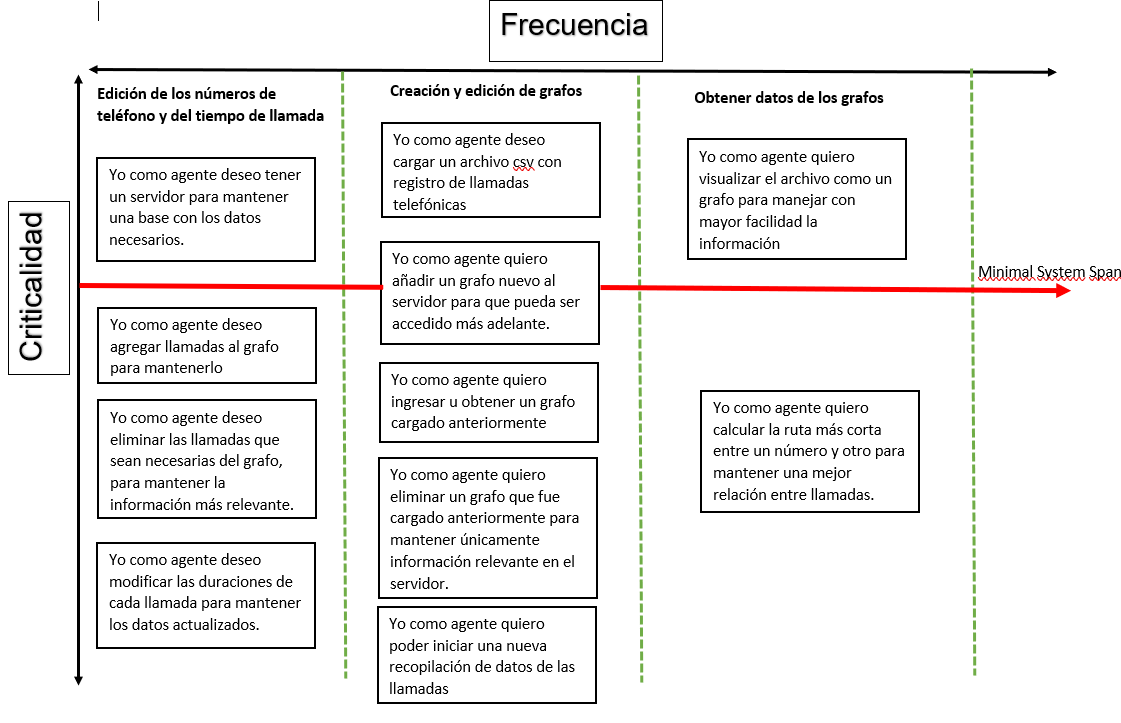 Frecuencia
Criticalidad
Edición de los números de
teléfono y del tiempo de llamada
Yo como agente deseo tener
un servidor para mantener
una base con los datos
necesarios.
Yo como agente deseo
agregar llamadas al grafo
para mantenerlo
Yo como agente deseo
eliminar las llamadas que
sean necesarias del grafo,
para mantener la
información más relevante.
Yo como agente deseo
modificar las duraciones de
cada llamada para mantener
los datos actualizados.
Creación y edición de grafos
Yo como agente deseo
cargar un archivo csv con
registro de llamadas
telefónicas
Yo como agente quiero
añadir un grafo nuevo al
servidor para que pueda ser
accedido más adelante.
Yo como agente quiero
ingresar u obtener un grafo
cargado anteriormente
Yo como agente quiero
eliminar un grafo que fue
cargado anteriormente para
mantener únicamente
información relevante en el
servidor.
Yo como agente quiero
poder iniciar una nueva
recopilación de datos de las
llamadas
Obtener datos de los grafos
Yo como agente quiero
visualizar el archivo como un
grafo para manejar con
mayor facilidad la
información
Yo como agente quiero
calcular la ruta más corta
entre un número y otro para
mantener una mejor
relación entre llamadas.
Minimal System Span